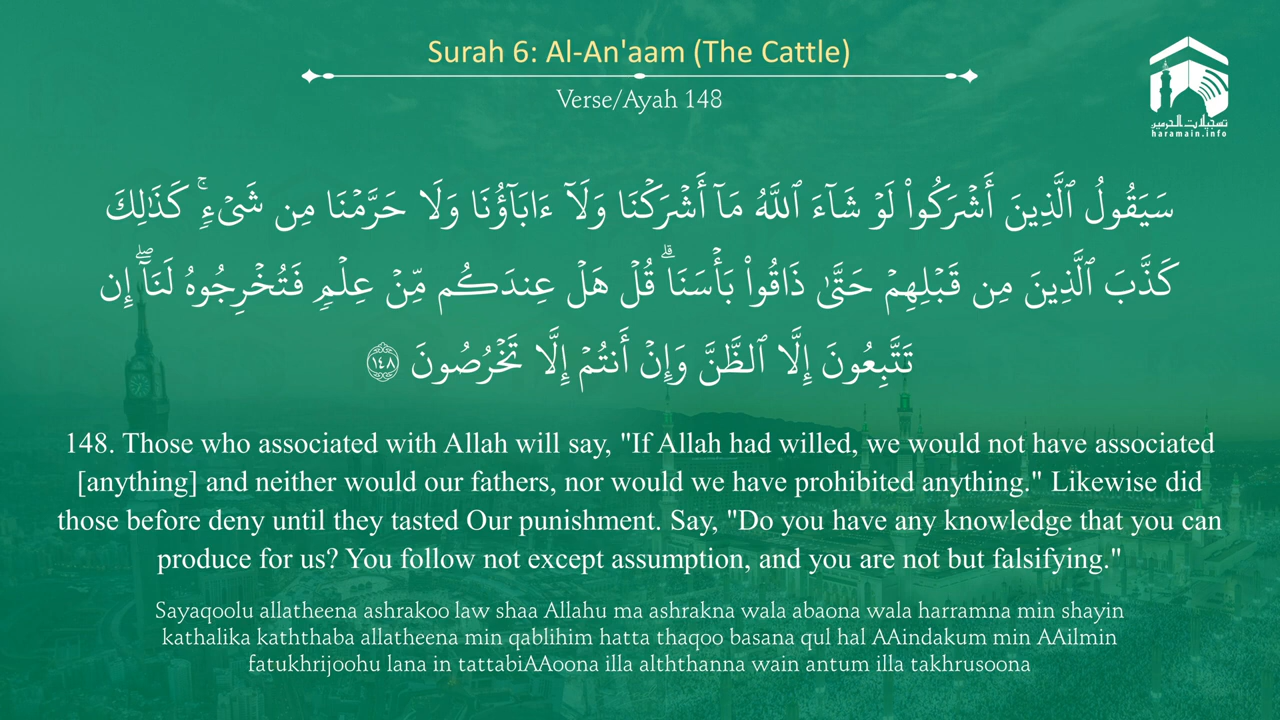 Surah 6: Al-An'aam (The Cattle)
Verse/Ayah 148
تسجيلات الحرمين
haramain.info
سَيَقُولُ ٱلَّذِينَ أَشۡرَكُواْ لَوۡ شَآءَ ٱللَّهُ مَآ أَشۡرَكۡنَا وَلَآ ءَابَآؤُنَا وَلَا حَرَّمۡنَا مِن شَيۡءٖۚ كَذَٰلِكَ
كَذَّبَ ٱلَّذِينَ مِن قَبۡلِهِمۡ حَتَّىٰ ذَاقُواْ بَأۡسَنَاۗ قُلۡ هَلۡ عِندَكُم مِّنۡ عِلۡمٖ فَتُخۡرِجُوهُ لَنَآۖ إِن
تَتَّبِعُونَ إِلَّا ٱلظَّنَّ وَإِنۡ أَنتُمۡ إِلَّا تَخۡرُصُونَ ١٤٨
148. Those who associated with Allah will say, "If Allah had willed, we would not have associated
[anything] and neither would our fathers, nor would we have prohibited anything." Likewise did
those before deny until they tasted Our punishment. Say, "Do you have any knowledge that you can
produce for us? You follow not except assumption, and you are not but falsifying."
Sayaqoolu allatheena ashrakoo law shaa Allahu ma ashrakna wala abaona wala harramna min shayin
kathalika kaththaba allatheena min qablihim hatta thaqoo basana qul hal AAindakum min AAilmin
fatukhrijoohu lana in tattabiAAoona illa alththanna wain antum illa takhrusoona